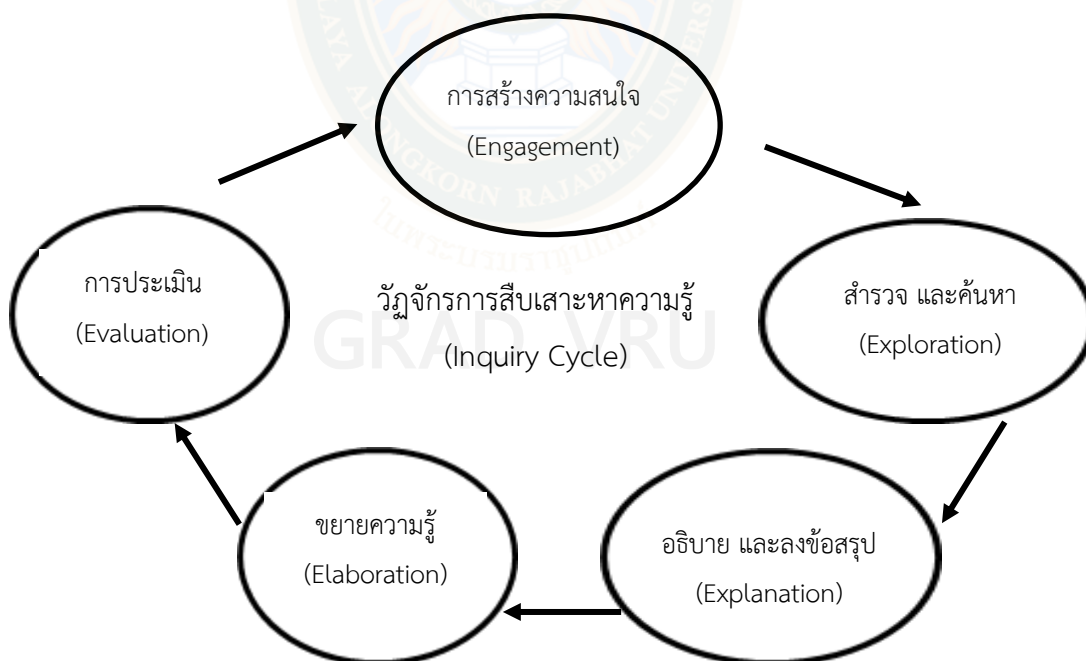 การสร้างความสนใจ
(Engagement)
การประเมิน
(Evaluation)
วัฏจักรการสืบเสาะหาความรู้
(Inquiry Cycle)
สำรวจ และค้นหา
(Exploration)
GRAD VRU
ขยายความรู้
(Elaboration)
อธิบาย และลงข้อสรุป
(Explanation)